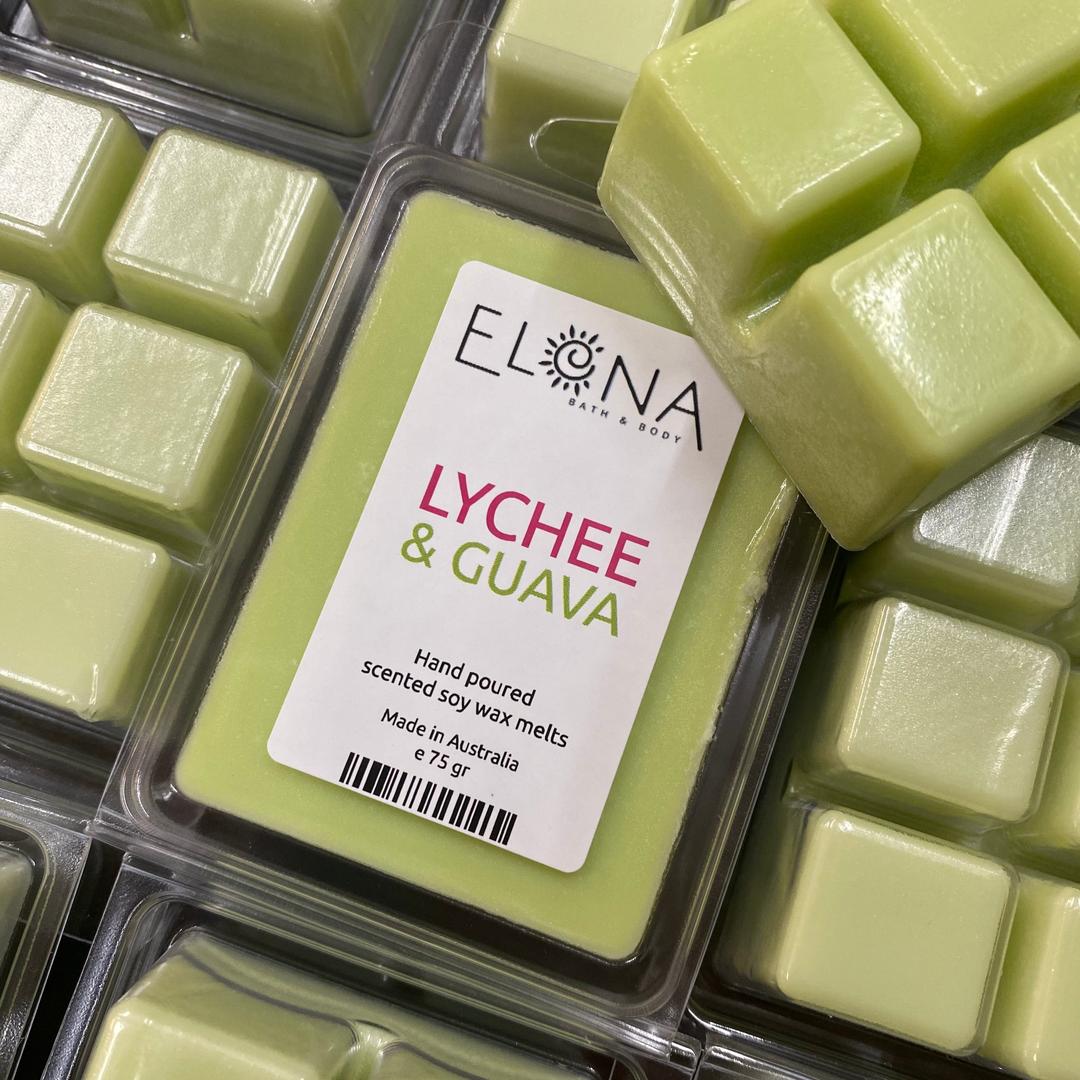 ELONA
BATH & BODY
LYCHEE
& GUAVA
Hand poured
scented soy wax melts
Made in Australia
e 75 gr